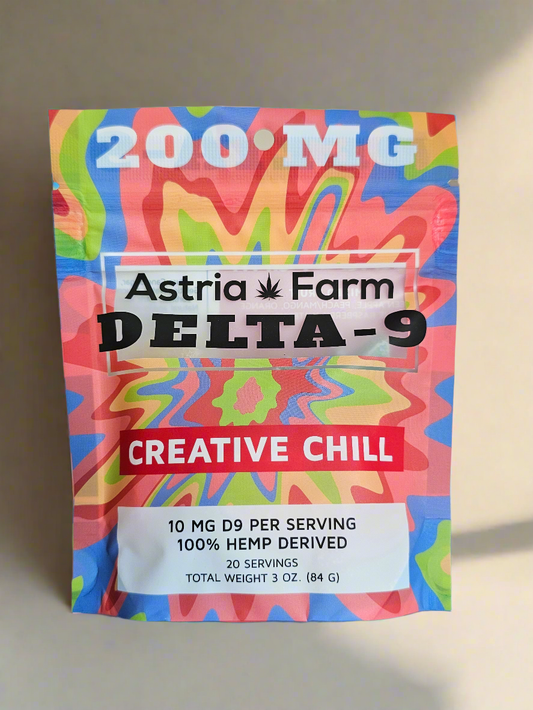 200 MG
Astria Farm
DELTA-9
CREATIVE CHILL
10 MG D9 PER SERVING
100% HEMP DERIVED
20 SERVINGS
TOTAL WEIGHT 3 OZ. (84 G)